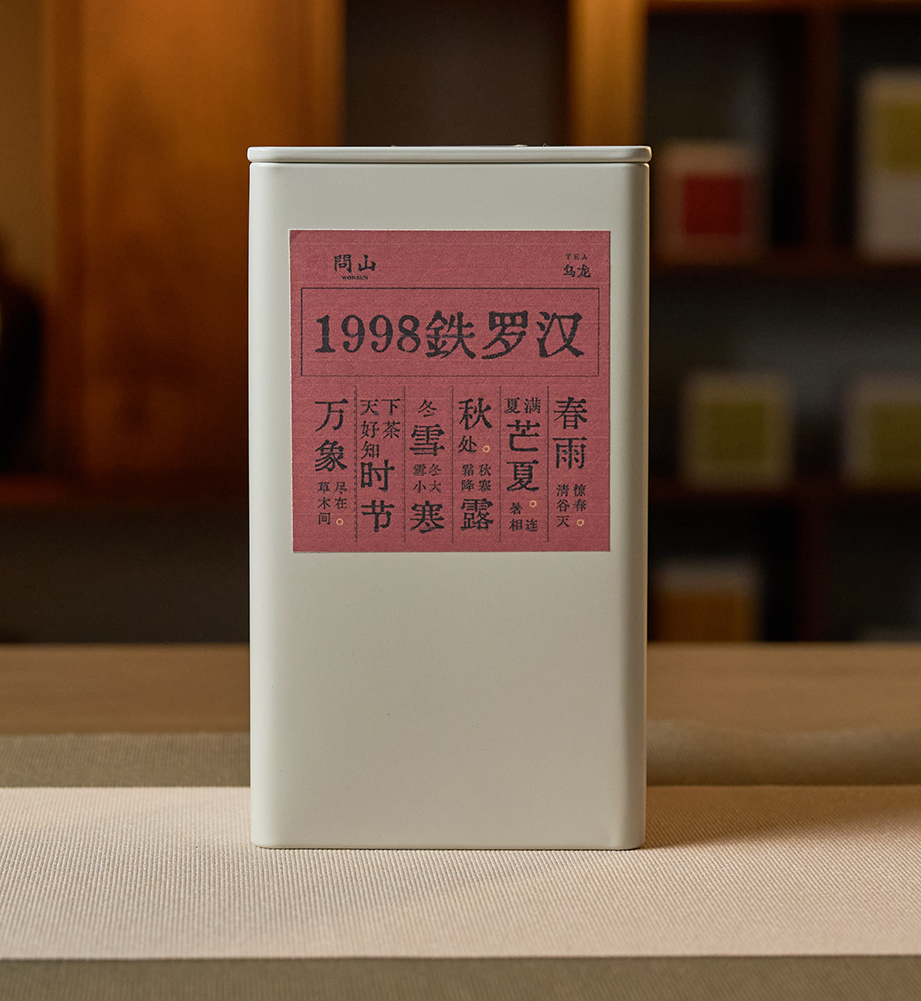 問山
TEA
乌龙
1998鉄罗汉
春雨惊春清谷天。
夏满芒夏暑相连。
秋处。露秋寒霜降
冬雪雪冬小大寒
天下好茶知时节
万象尽在草木间。